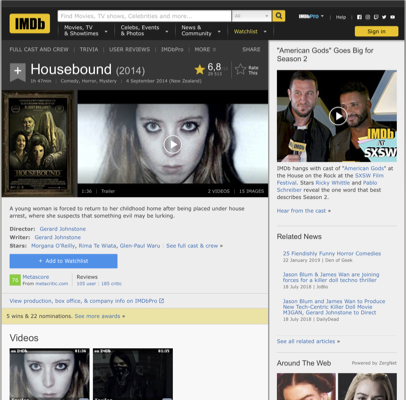 IMDb
Find Movies, TV shows, Celebrities and more...
All
IMDbPro
Help
Movies, TV
& Showtimes
Celebs, Events
& Photos
News &
Community
Watchlist
Sign in
FULL CAST AND CREW | TRIVIA | USER REVIEWS | IMDbPro | MORE
SHARE
Housebound (2014)
1h 47min | Comedy, Horror, Mystery | 4 September 2014 (New Zealand)
6,8
Rate
This
HOUSEBOUND
1:36 | Trailer
2 VIDEOS | 15 IMAGES
A young woman is forced to return to her childhood home after being placed under house
arrest, where she suspects that something evil may be lurking.
Director: Gerard Johnstone
Writer: Gerard Johnstone
Stars: Morgana O'Reilly, Rima Te Wiata, Glen-Paul Waru | See full cast & crew »
+ Add to Watchlist
Metascore
From metacritic.com
Reviews
105 user | 185 critic
View production, box office, & company info on IMDbPro
5 wins & 22 nominations. See more awards »
Videos
"American Gods" Goes Big for
Season 2
IMDb
at
SXSW
IMDb hangs with cast of "American Gods"
at the House on the Rock at the SXSW Film
Festival. Stars Ricky Whittle and Pablo
Schreiber reveal the one word that best
describes Season 2.
Hear from the cast »
Related News
25 Fiendishly Funny Horror Comedies
22 January 2019 | Den of Geek
Jason Blum & James Wan are joining
forces for a killer doll techno thriller
18 July 2018 | JoBlo
Jason Blum and James Wan to Produce
New Tech-Centric Killer Doll Movie
M3GAN, Gerard Johnstone to Direct
18 July 2018 | DailyDead
See all related articles »
Around The Web
Powered by ZergNet